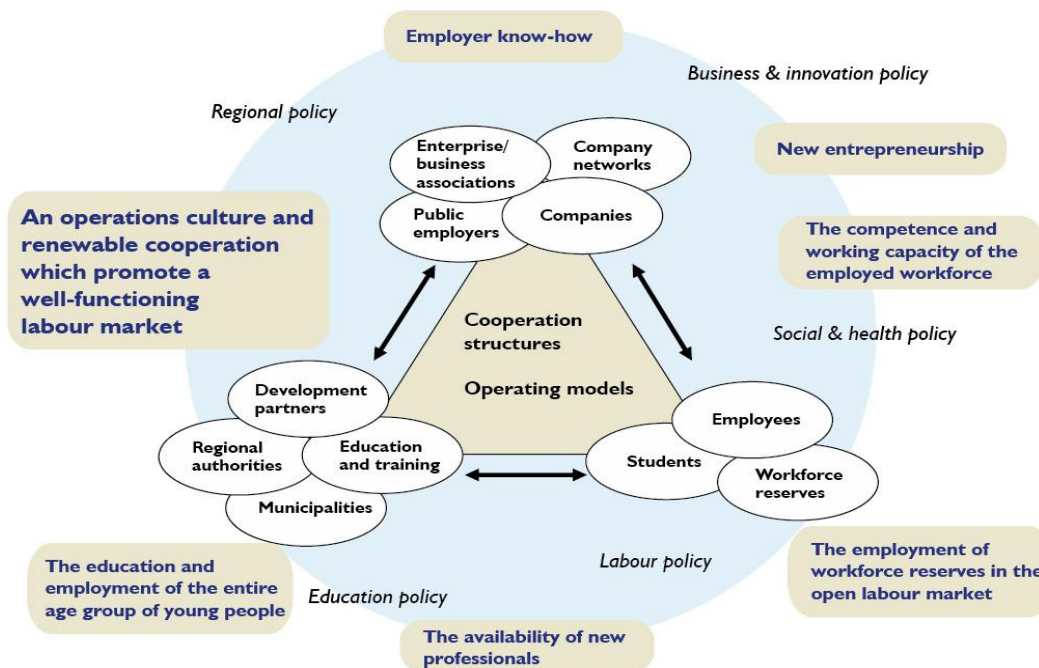 Employer know-how
Business & innovation policy
Regional policy
Enterprise/
business
associations
Company
networks
New entrepreneurship
Public
employers
Companies
An operations culture and
renewable cooperation
which promote a
well-functioning
labour market
The competence and
working capacity of the
employed workforce
Cooperation
structures
Social & health policy
Operating models
Development
partners
Employees
Regional
authorities
Education
and training
Students
Workforce
reserves
Municipalities
The education and
employment of the entire
age group of young people
Labour policy
The employment of
workforce reserves in the
open labour market
Education policy
The availability of new
professionals